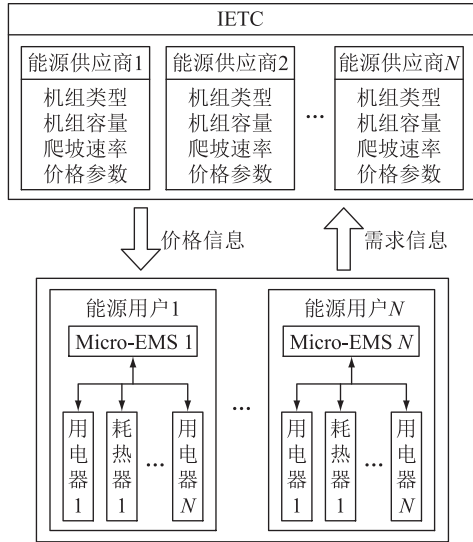 IETC
能源供应商1
机组类型
机组容量
爬坡速率
价格参数
能源供应商2
机组类型
机组容量
爬坡速率
价格参数
...
能源供应商N
机组类型
机组容量
爬坡速率
价格参数
价格信息
需求信息
能源用户1
Micro-EMS 1
用电器1
耗热器1
...
用电器N
...
能源用户N
Micro-EMS N
用电器1
耗热器1
...
用电器N